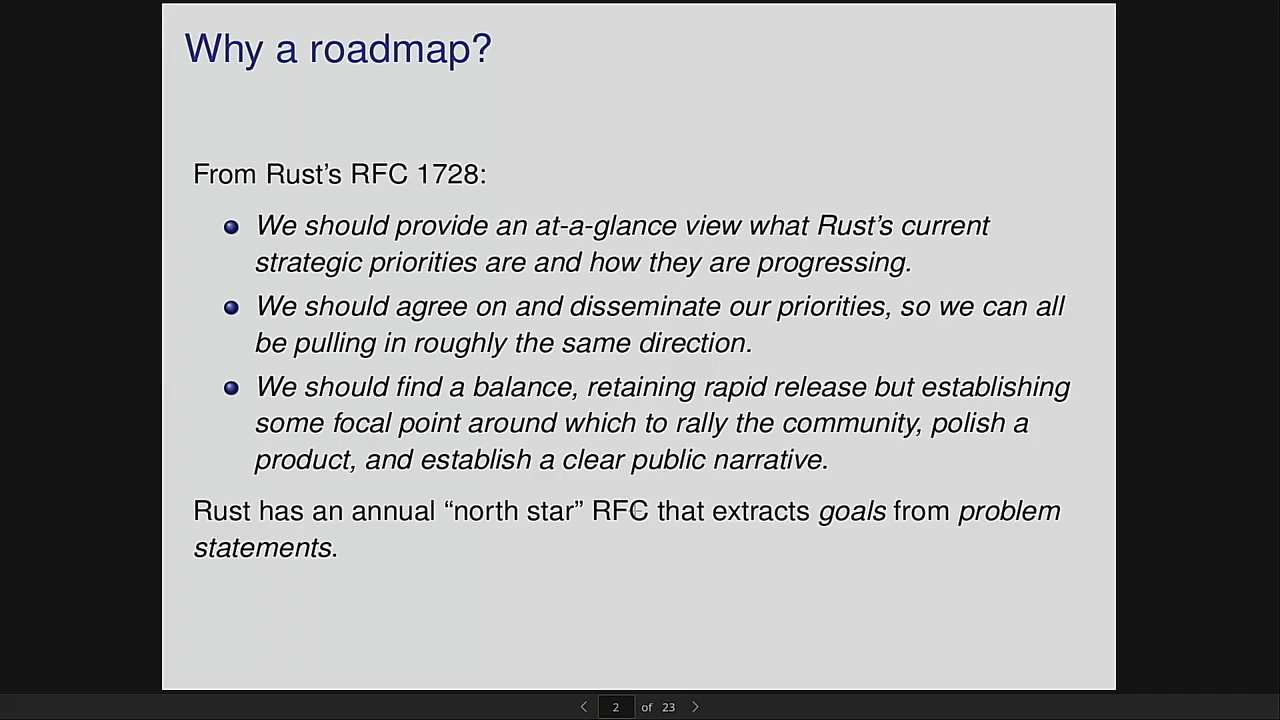 Why a roadmap?
From Rust's RFC 1728:
We should provide an at-a-glance view what Rust's current
strategic priorities are and how they are progressing.
We should agree on and disseminate our priorities, so we can all
be pulling in roughly the same direction.
We should find a balance, retaining rapid release but establishing
some focal point around which to rally the community, polish a
product, and establish a clear public narrative.
Rust has an annual “north star” RFC that extracts goals from problem
statements.
2 of 23